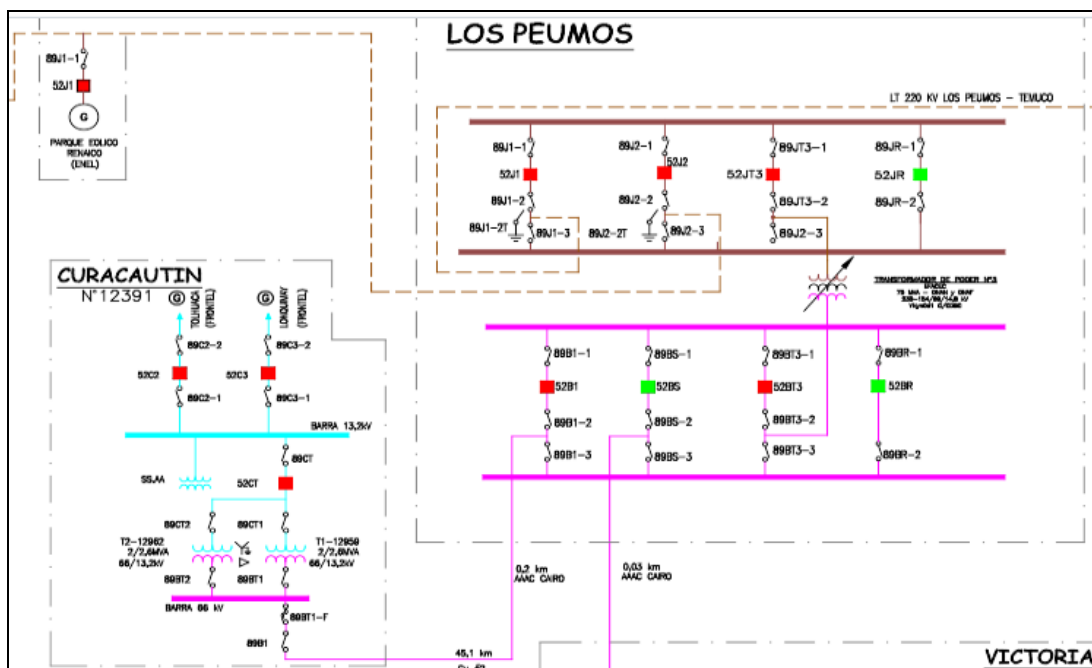 LOS PEUMOS
89J1-1
52J1
G
PARQUE EOLICO
RENAICO
(ENEL)
LT 220 KV LOS PEUMOS - TEMUCO
89J1-1
89J2-1
89JT3-1
89JR-1
52J1
52J2
52JT3
52JR
89J1-2
89J2-2
89JT3-2
89JR-2
89J1-2T
89J1-3
89J2-2T
89J2-3
89J2-3
CURACAUTIN
N°12391
G
TOLHUACA
(FRONTEL)
G
LONQUIMAY
(FRONTEL)
TRANSFORMADOR DE PODER N°3
89C2-2
89C3-2
52C2
52C3
89C2-1
89C3-1
BARRA 13,2kV
89CT
SS.AA
52CT
89CT2
89CT1
T2-12962
2/2,6MVA
66/13,2kV
T1-12959
2/2,6MVA
66/13,2kV
89BT2
89BT1
BARRA 66 kV
89BT1-F
89B1
89B1-1
89BS-1
89BT3-1
89BR-1
52B1
52BS
52BT3
52BR
89B1-2
89BS-2
89BT3-2
89B1-3
89BS-3
89BT3-3
89BR-2
0,2 km
AAAC CAIRO
0,03 km
AAAC CAIRO
45,1 km
VICTORIA